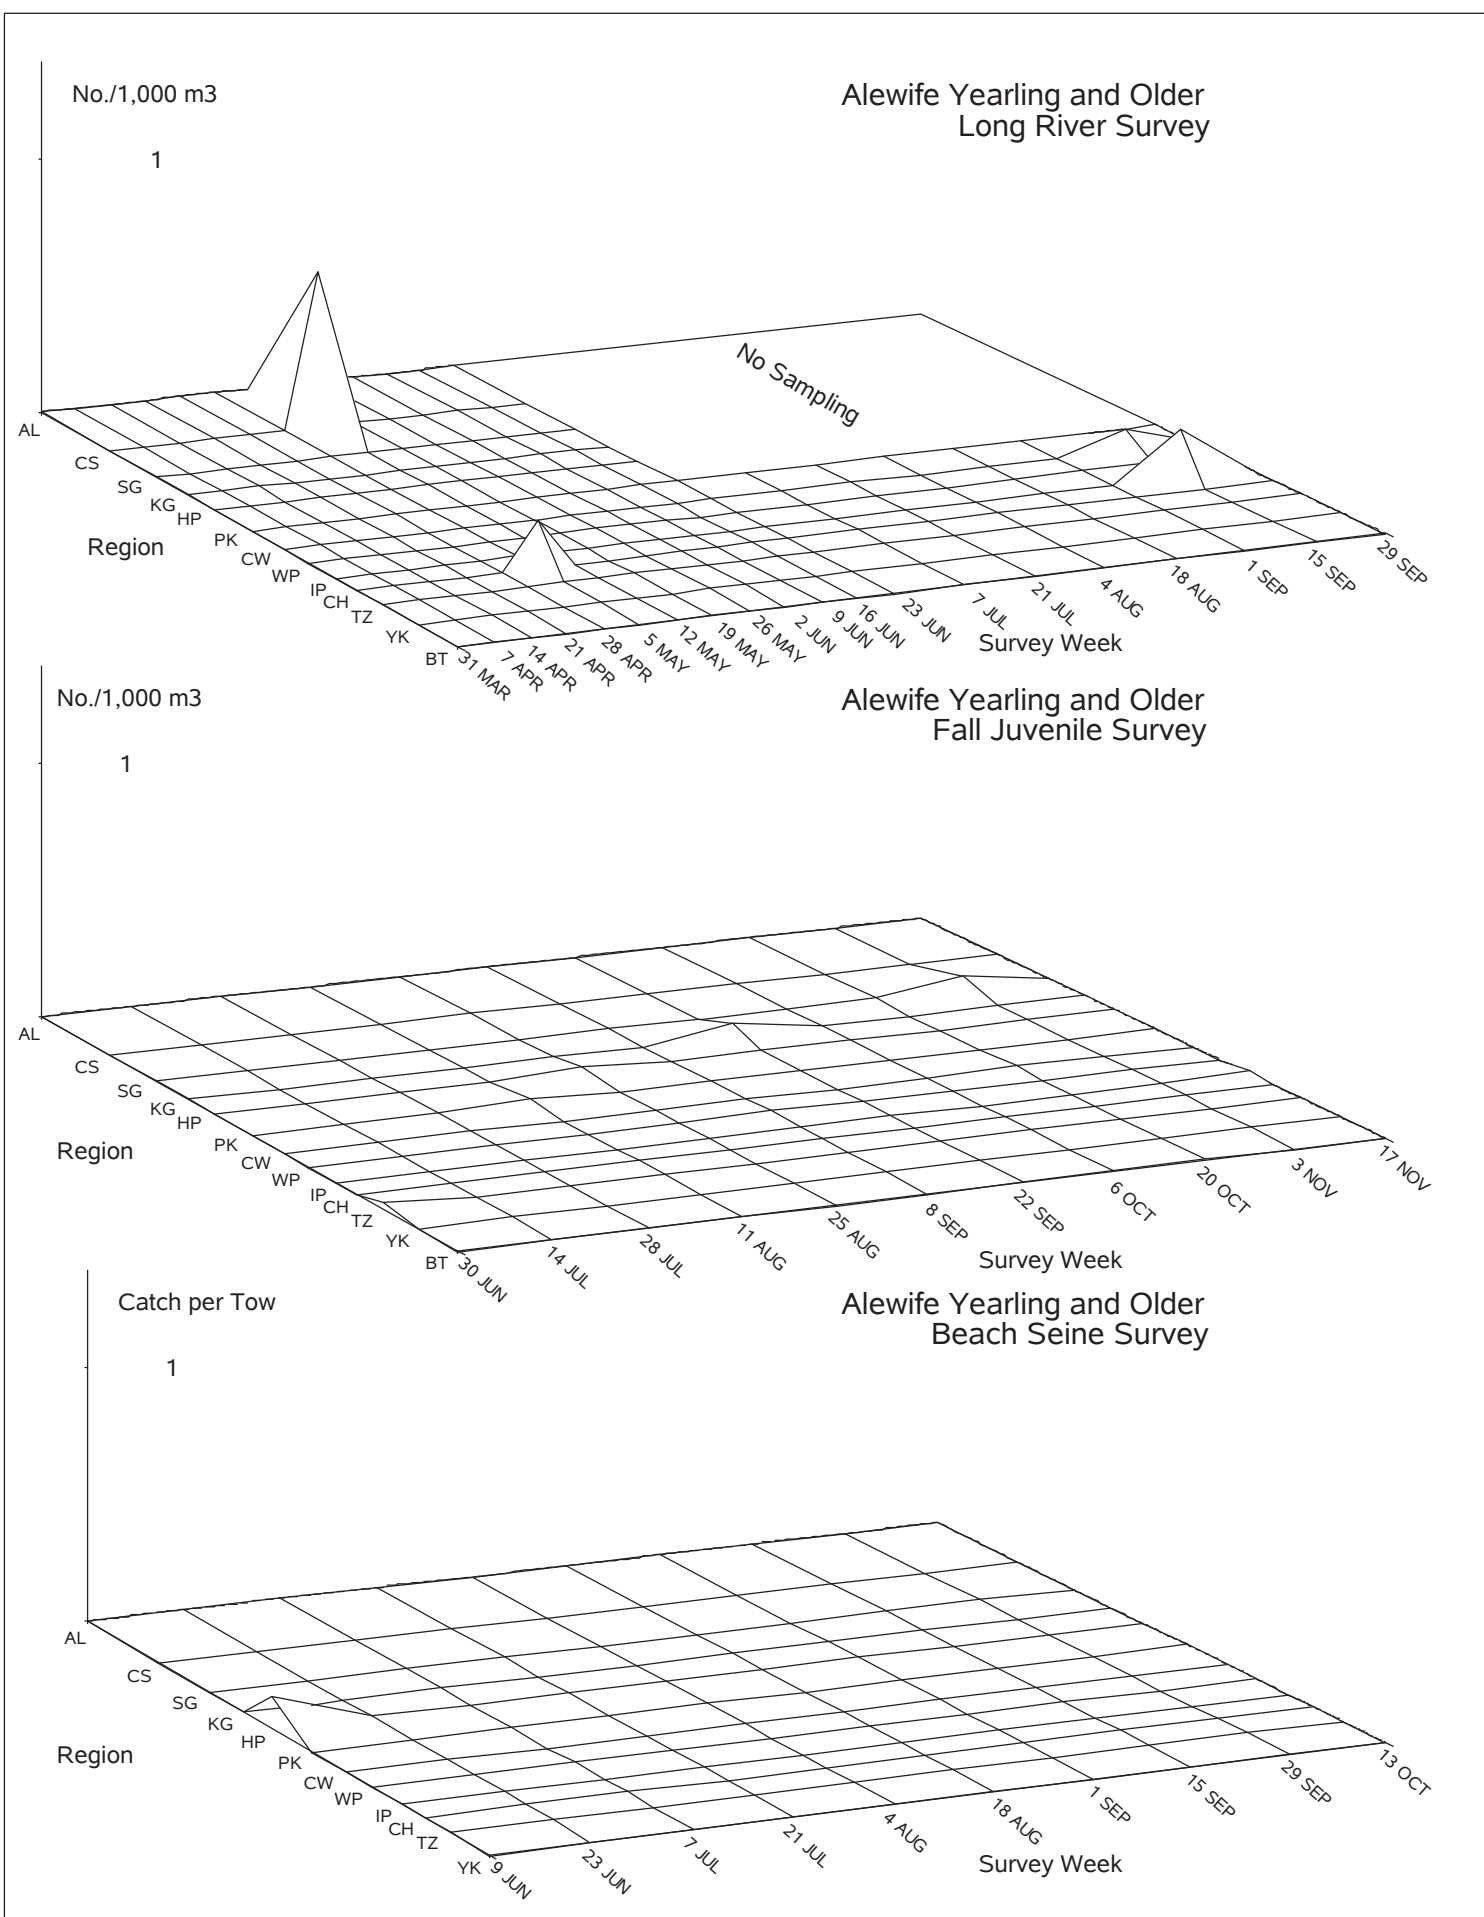 No./1,000 m3
Alewife Yearling and Older
Long River Survey
1
No Sampling
AL
CS
SG
KG
HP
PK
CW
WP
IP
CH
TZ
YK
BT
Region
31 MAR
7 APR
14 APR
21 APR
28 APR
5 MAY
12 MAY
19 MAY
26 MAY
2 JUN
9 JUN
16 JUN
23 JUN
7 JUL
21 JUL
4 AUG
18 AUG
1 SEP
15 SEP
29 SEP
Survey Week
No./1,000 m3
Alewife Yearling and Older
Fall Juvenile Survey
1
AL
CS
SG
KG
HP
PK
CW
WP
IP
CH
TZ
YK
BT
Region
30 JUN
14 JUL
28 JUL
11 AUG
25 AUG
8 SEP
22 SEP
6 OCT
20 OCT
3 NOV
17 NOV
Survey Week
Catch per Tow
Alewife Yearling and Older
Beach Seine Survey
1
AL
CS
SG
KG
HP
PK
CW
WP
IP
CH
TZ
YK
Region
9 JUN
23 JUN
7 JUL
21 JUL
4 AUG
18 AUG
1 SEP
15 SEP
29 SEP
13 OCT
Survey Week